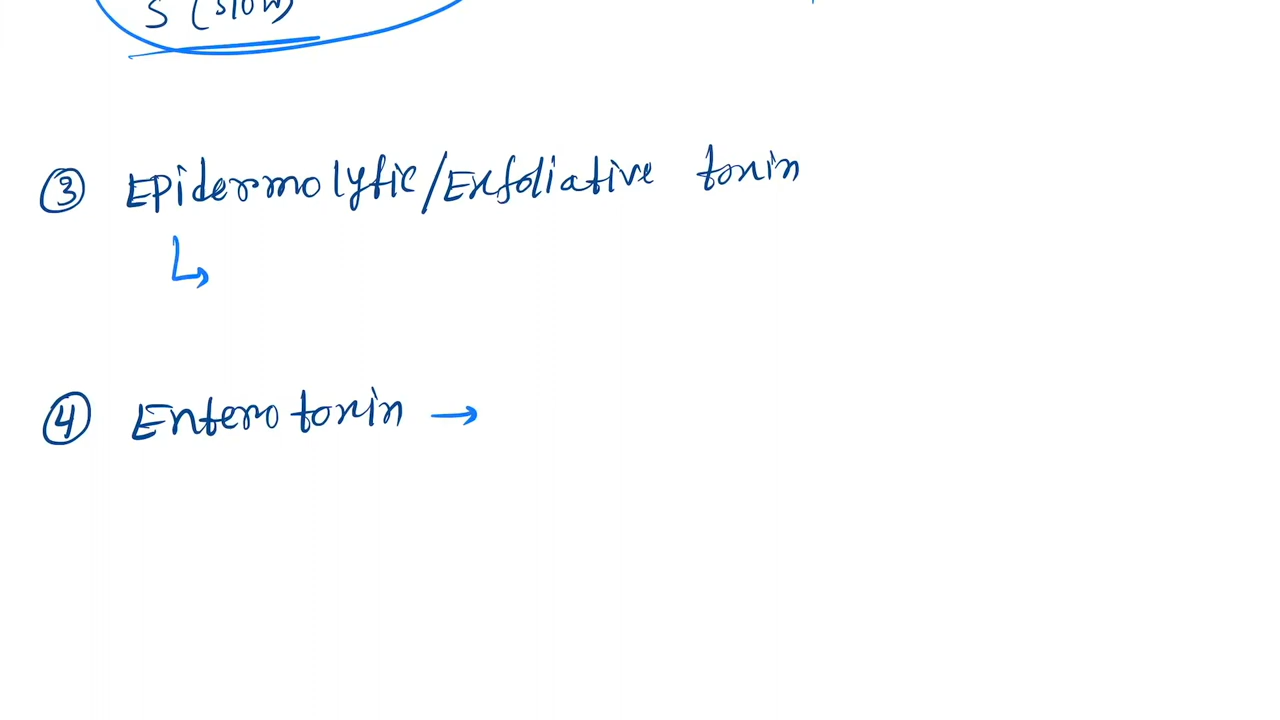 S (slow)
③ Epidermolytic/Exfoliative toxin
④ Enterotoxin →